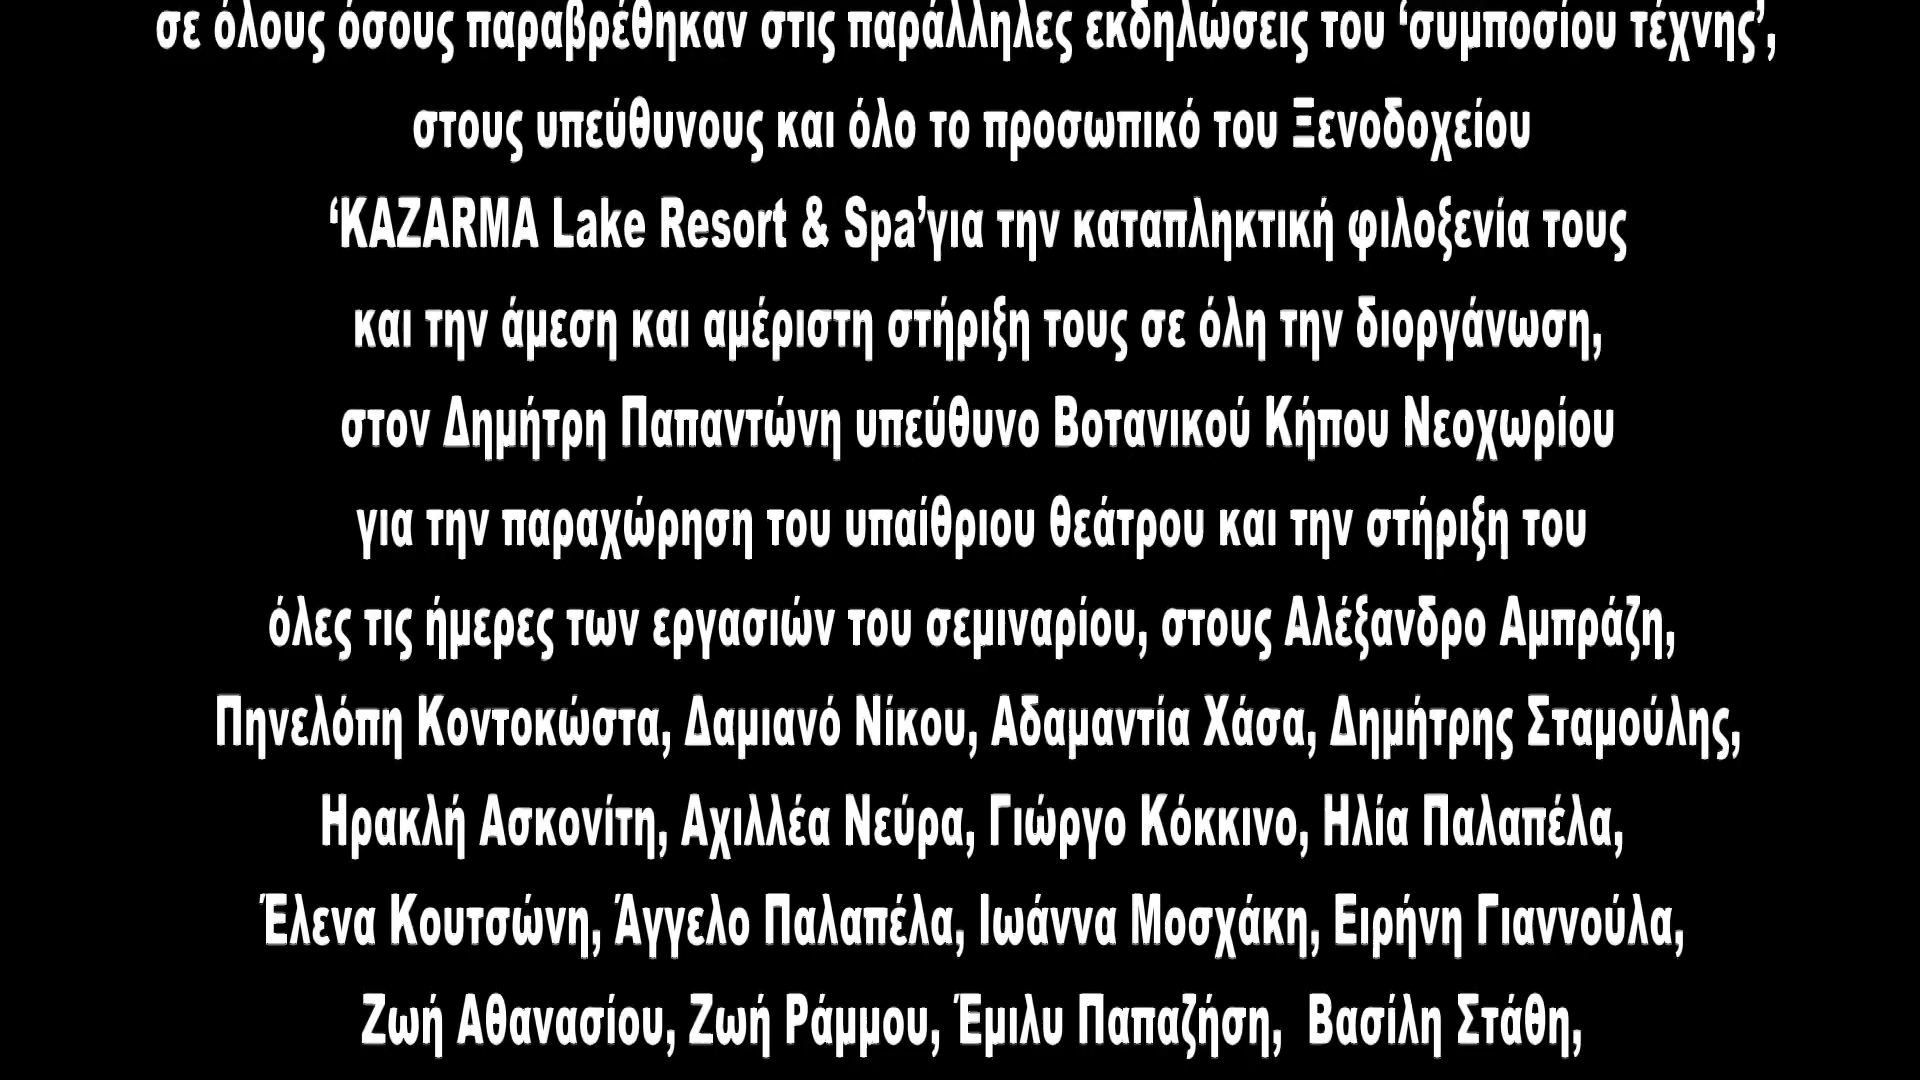 σε όλους όσους παραβρέθηκαν στις παράλληλες εκδηλώσεις του ‘συμποσίου τέχνης’,
στους υπεύθυνους και όλο το προσωπικό του Ξενοδοχείου
‘KAZARMA Lake Resort & Spa’για την καταπληκτική φιλοξενία τους
και την άμεση και αμέριστη στήριξη τους σε όλη την διοργάνωση,
στον Δημήτρη Παπαντώνη υπεύθυνο Βοτανικού Κήπου Νεοχωρίου
για την παραχώρηση του υπαίθριου θεάτρου και την στήριξη του
όλες τις ήμερες των εργασιών του σεμιναρίου, στους Αλέξανδρο Αμπράζη,
Πηνελόπη Κοντοκώστα, Δαμιανό Νίκου, Αδαμαντία Χάσα, Δημήτρης Σταμούλης,
Ηρακλή Ασκονίτη, Αχιλλέα Νεύρα, Γιώργο Κόκκινο, Ηλία Παλαπέλα,
Έλενα Κουτσώνη, Άγγελο Παλαπέλα, Ιωάννα Μοσχάκη, Ειρήνη Γιαννούλα,
Ζωή Αθανασίου, Ζωή Ράμμου, Έμιλυ Παπαζήση, Βασίλη Στάθη,